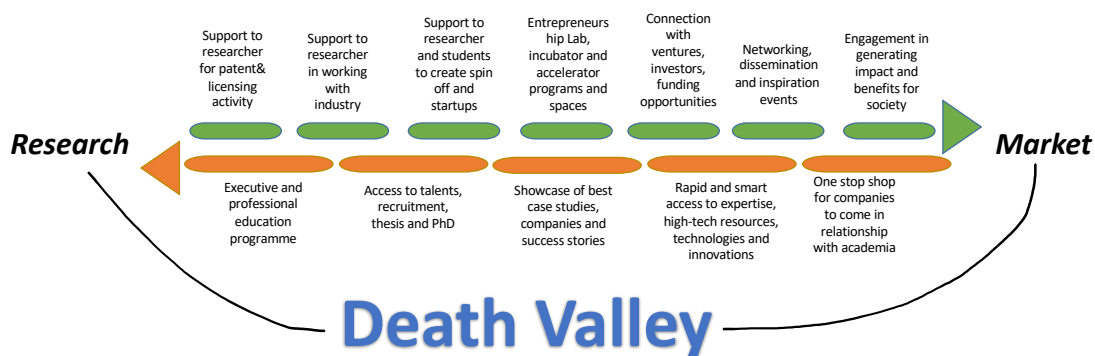 Support to
researcher
for patent&
licensing
activity
Support to
researcher
in working
with
industry
Support to
researcher
and students
to create spin
off and
startups
Entrepreneurs
hip Lab,
incubator and
accelerator
programs and
spaces
Connection
with
ventures,
investors,
funding
opportunities
Networking,
dissemination
and inspiration
events
Engagement in
generating
impact and
benefits for
society
Research
Market
Executive and
professional
education
programme
Access to talents,
recruitment,
thesis and PhD
Showcase of best
case studies,
companies and
success stories
Rapid and smart
access to expertise,
high-tech resources,
technologies and
innovations
One stop shop
for companies
to come in
relationship
with academia
Death Valley